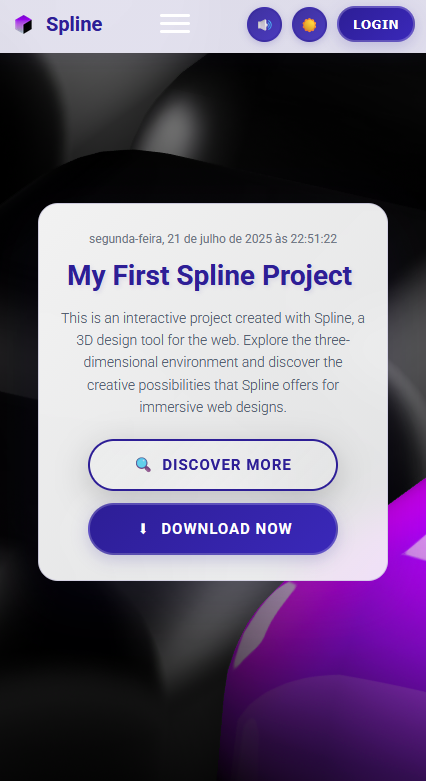 Spline
LOGIN
segunda-feira, 21 de julho de 2025 às 22:51:22
My First Spline Project
This is an interactive project created with Spline, a
3D design tool for the web. Explore the three-
dimensional environment and discover the
creative possibilities that Spline offers for
immersive web designs.
DISCOVER MORE
DOWNLOAD NOW